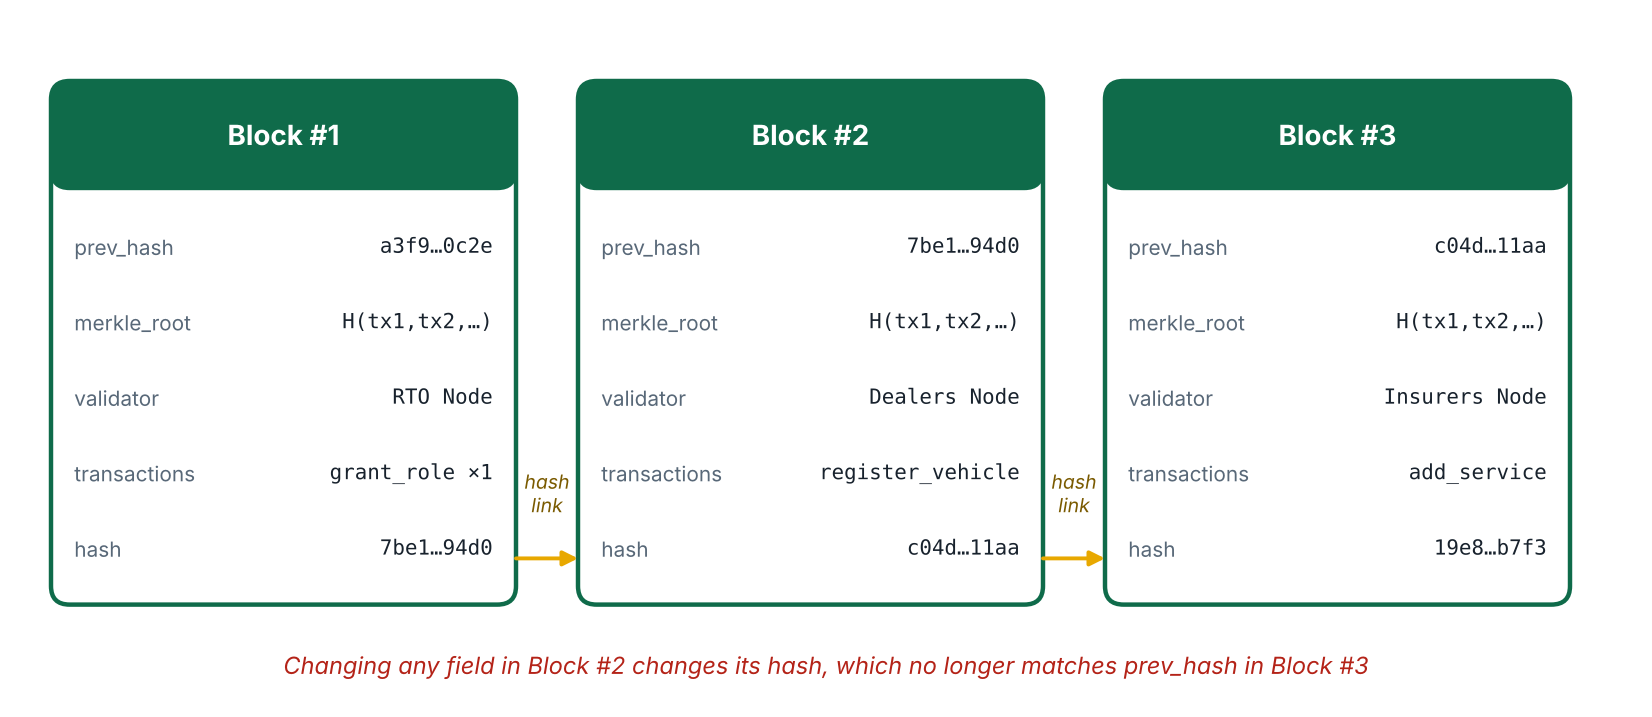 Block #1
prev_hash a3f9…0c2e
merkle_root H(tx1,tx2,…)
validator RTO Node
transactions grant_role ×1
hash 7be1…94d0
hash
link
Block #2
prev_hash 7be1…94d0
merkle_root H(tx1,tx2,…)
validator Dealers Node
transactions register_vehicle
hash c04d…11aa
hash
link
Block #3
prev_hash c04d…11aa
merkle_root H(tx1,tx2,…)
validator Insurers Node
transactions add_service
hash 19e8…b7f3
Changing any field in Block #2 changes its hash, which no longer matches prev_hash in Block #3